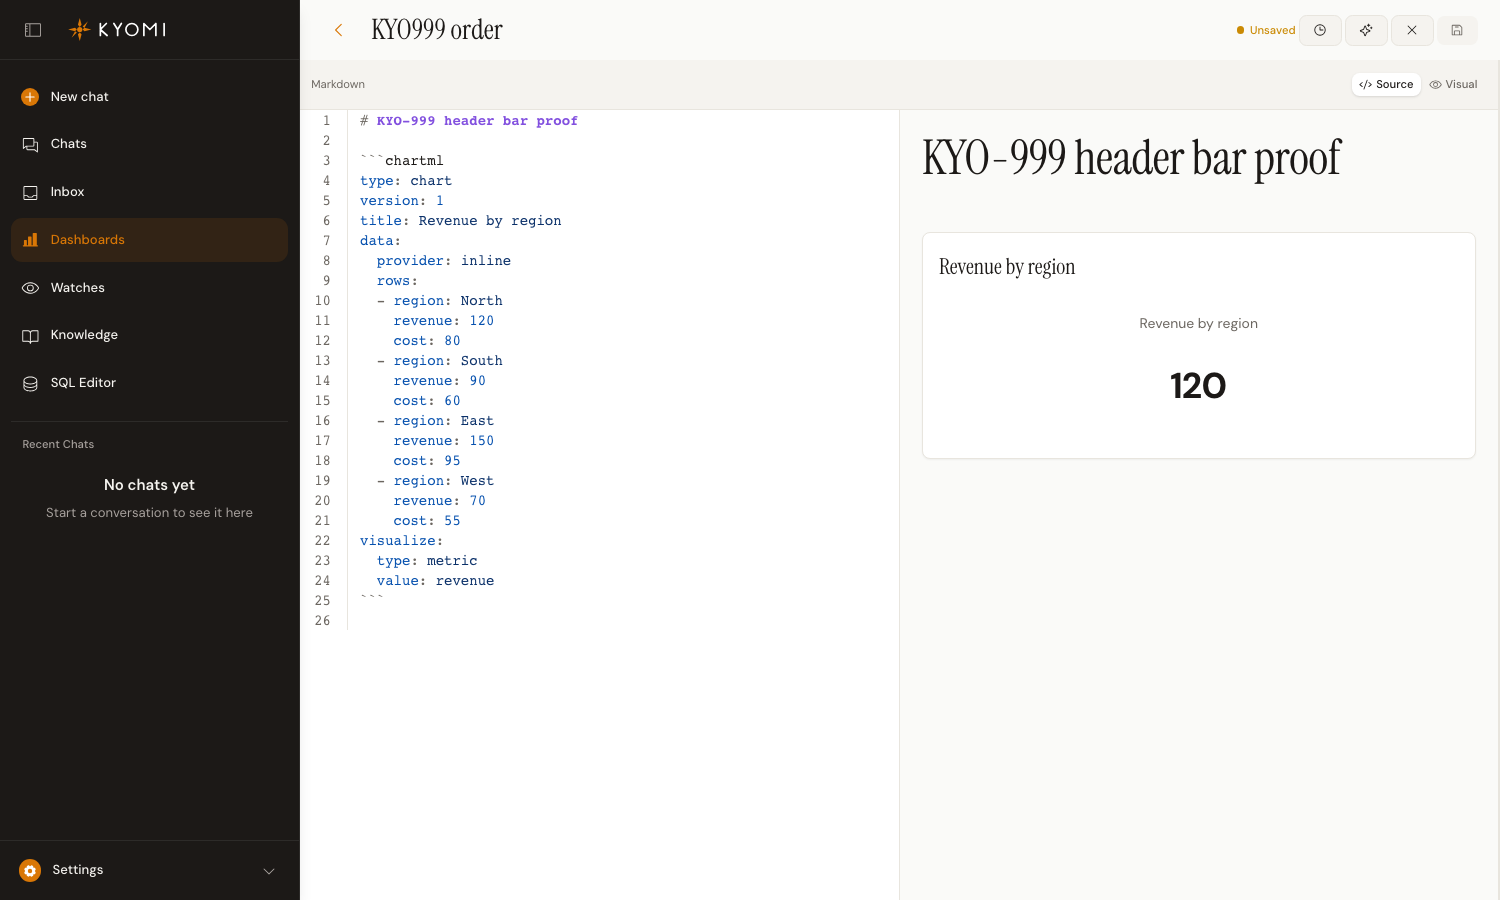 KYOMI
New chat
Chats
Inbox
Dashboards
Watches
Knowledge
SQL Editor
Recent Chats
No chats yet
Start a conversation to see it here
Settings
KYO999 order
Unsaved
Markdown
</> Source
Visual
1 # KYO-999 header bar proof
2
3 ```chartml
4 type: chart
5 version: 1
6 title: Revenue by region
7 data:
8   provider: inline
9   rows:
10   - region: North
11     revenue: 120
12     cost: 80
13   - region: South
14     revenue: 90
15     cost: 60
16   - region: East
17     revenue: 150
18     cost: 95
19   - region: West
20     revenue: 70
21     cost: 55
22 visualize:
23   type: metric
24   value: revenue
25 ```
26
KYO-999 header bar proof
Revenue by region
Revenue by region
120